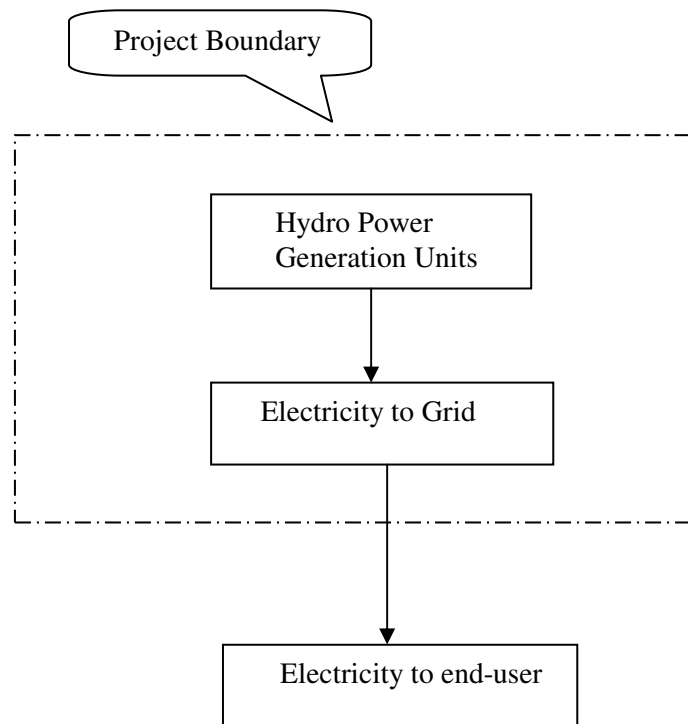 Project Boundary
Hydro Power
Generation Units
Electricity to Grid
Electricity to end-user